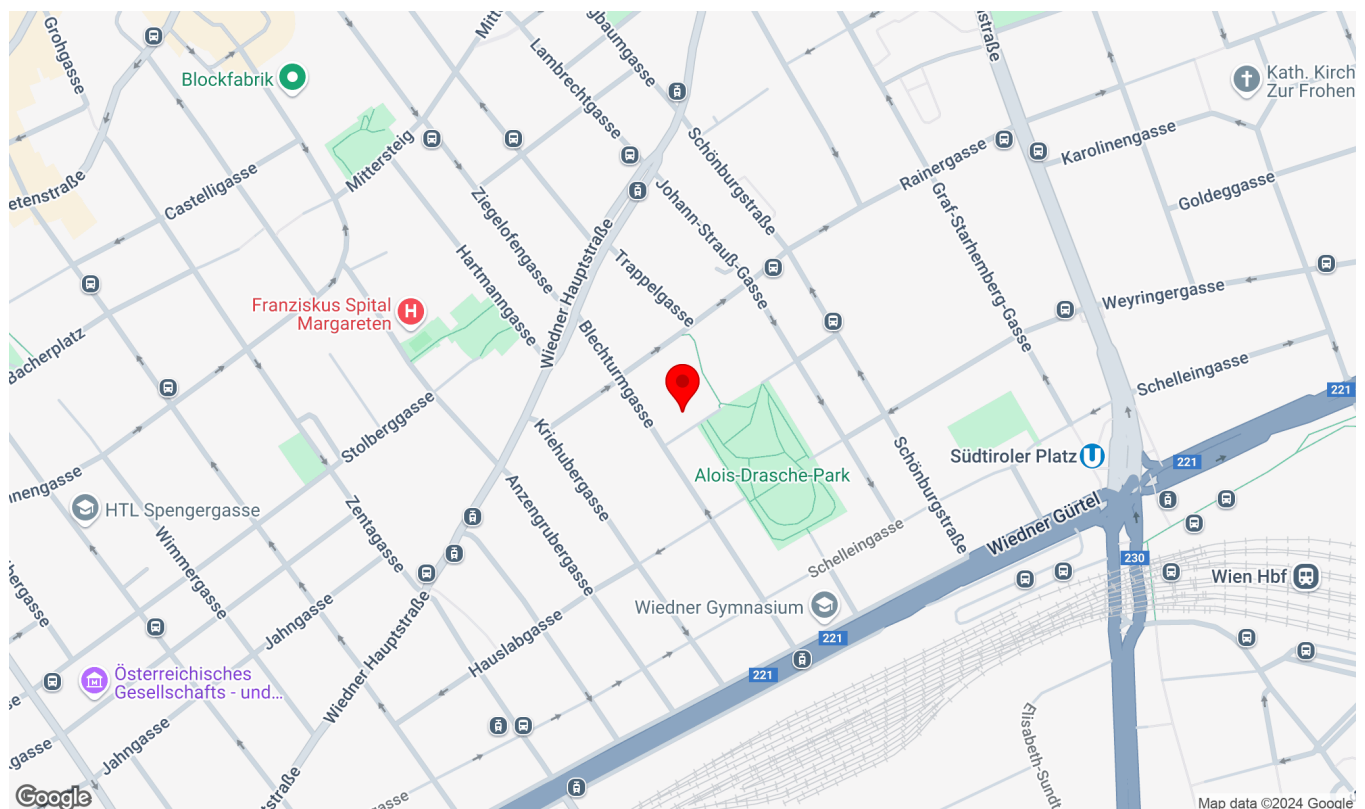 Grohgasse
Blockfabrik
Lambrechtgasse
Mittersteig
Castelligasse
Ziegelofengasse
Hartmanngasse
Wiedner Hauptstraße
Schönburgstraße
Johann-Strauß-Gasse
Trappelgasse
Rainergasse
Graf-Starhemberg-Gasse
Karolinengasse
Goldeggasse
Kath. Kirch
Zur Frohen
Weyringergasse
Schelleingasse
Franziskus Spital
Margareten
Bacherplatz
Blechturmgasse
Stolberggasse
Kriehubergasse
Anzengrubergasse
Alois-Drasche-Park
Schönburgstraße
Südtiroler Platz
221
221
Wiedner Gürtel
230
Wien Hbf
HTL Spengergasse
Wimmergasse
Zentagasse
Jahngasse
Wiedner Hauptstraße
Hauslabgasse
Schelleingasse
Wiedner Gymnasium
221
221
Österreichisches
Gesellschafts - und...
Jahngasse
Elisabeth-Sundt
Google
Map data ©2024 Google